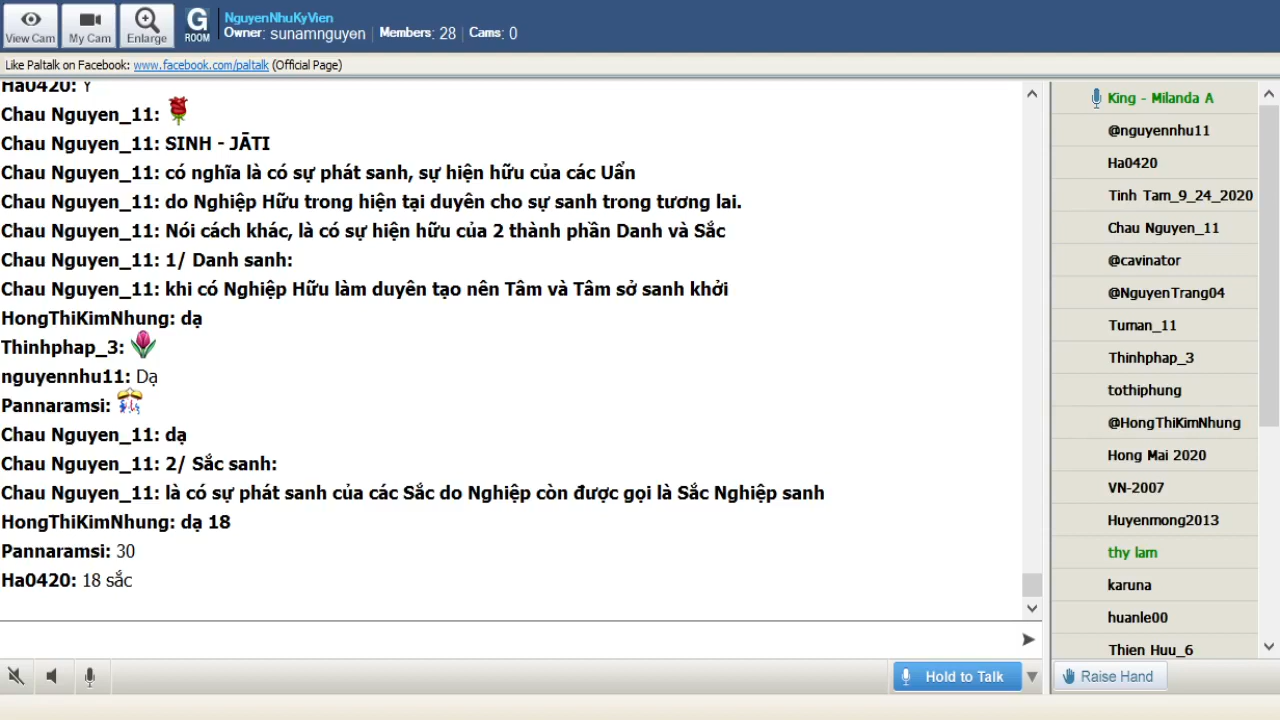 View Cam
My Cam
Enlarge
G
ROOM
NguyenNhuKyVien
Owner: sunamnguyen | Members: 28 | Cams: 0
Like Paltalk on Facebook: www.facebook.com/paltalk (Official Page)
Ha0420: Y
Chau Nguyen_11:
Chau Nguyen_11: SINH - JĀTI
Chau Nguyen_11: có nghĩa là có sự phát sanh, sự hiện hữu của các Uẩn
Chau Nguyen_11: do Nghiệp Hữu trong hiện tại duyên cho sự sanh trong tương lai.
Chau Nguyen_11: Nói cách khác, là có sự hiện hữu của 2 thành phần Danh và Sắc
Chau Nguyen_11: 1/ Danh sanh:
Chau Nguyen_11: khi có Nghiệp Hữu làm duyên tạo nên Tâm và Tâm sở sanh khởi
HongThiKimNhung: dạ
Thinhphap_3:
nguyennhu11: Dạ
Pannaramsi:
Chau Nguyen_11: dạ
Chau Nguyen_11: 2/ Sắc sanh:
Chau Nguyen_11: là có sự phát sanh của các Sắc do Nghiệp còn được gọi là Sắc Nghiệp sanh
HongThiKimNhung: dạ 18
Pannaramsi: 30
Ha0420: 18 sắc
Hold to Talk
King - Milanda A
@nguyennhu11
Ha0420
Tinh Tam_9_24_2020
Chau Nguyen_11
@cavinator
@NguyenTrang04
Tuman_11
Thinhphap_3
tothiphung
@HongThiKimNhung
Hong Mai 2020
VN-2007
Huyenmong2013
thy lam
karuna
huanle00
Thien Huu_6
Raise Hand